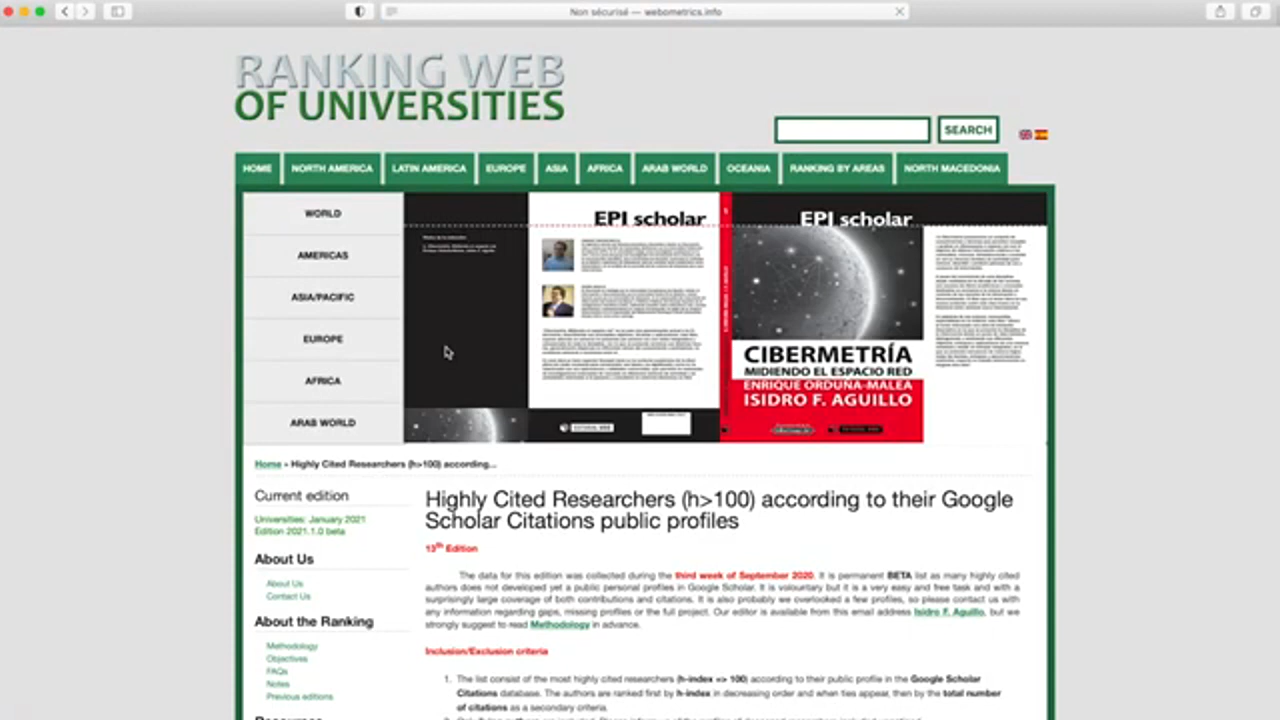 Non sécurisé — webometrics.info
RANKING WEB
OF UNIVERSITIES
SEARCH
HOME
NORTH AMERICA
LATIN AMERICA
EUROPE
ASIA
AFRICA
ARAB WORLD
OCEANIA
RANKING BY AREAS
NORTH MACEDONIA
WORLD
AMERICAS
ASIA/PACIFIC
EUROPE
AFRICA
ARAB WORLD
EPI scholar
EPI scholar
CIBERMETRÍA
MIDIENDO EL ESPACIO RED
ENRIQUE ORDUÑA-MALEA
ISIDRO F. AGUILLO
Home » Highly Cited Researchers (h>100) according...
Current edition
Universities: January 2021
Edition 2021.1.0 beta
About Us
About Us
Contact Us
About the Ranking
Methodology
Objectives
FAQs
Notes
Previous editions
Resources
Highly Cited Researchers (h>100) according to their Google
Scholar Citations public profiles
13th Edition
The data for this edition was collected during the third week of September 2020. It is permanent BETA list as many highly cited
authors does not developed yet a public personal profiles in Google Scholar. It is voluntary but it is a very easy and free task and with a
surprisingly large coverage of both contributions and citations. It is also probably we overlooked a few profiles, so please contact us with
any information regarding gaps, missing profiles or the full project. Our editor is available from this email address Isidro F. Aguillo, but we
strongly suggest to read Methodology in advance.
Inclusion/Exclusion criteria
1. The list consist of the most highly cited researchers (h-index => 100) according to their public profile in the Google Scholar
Citations database. The authors are ranked first by h-index in decreasing order and when ties appear, then by the total number
of citations as a secondary criteria.